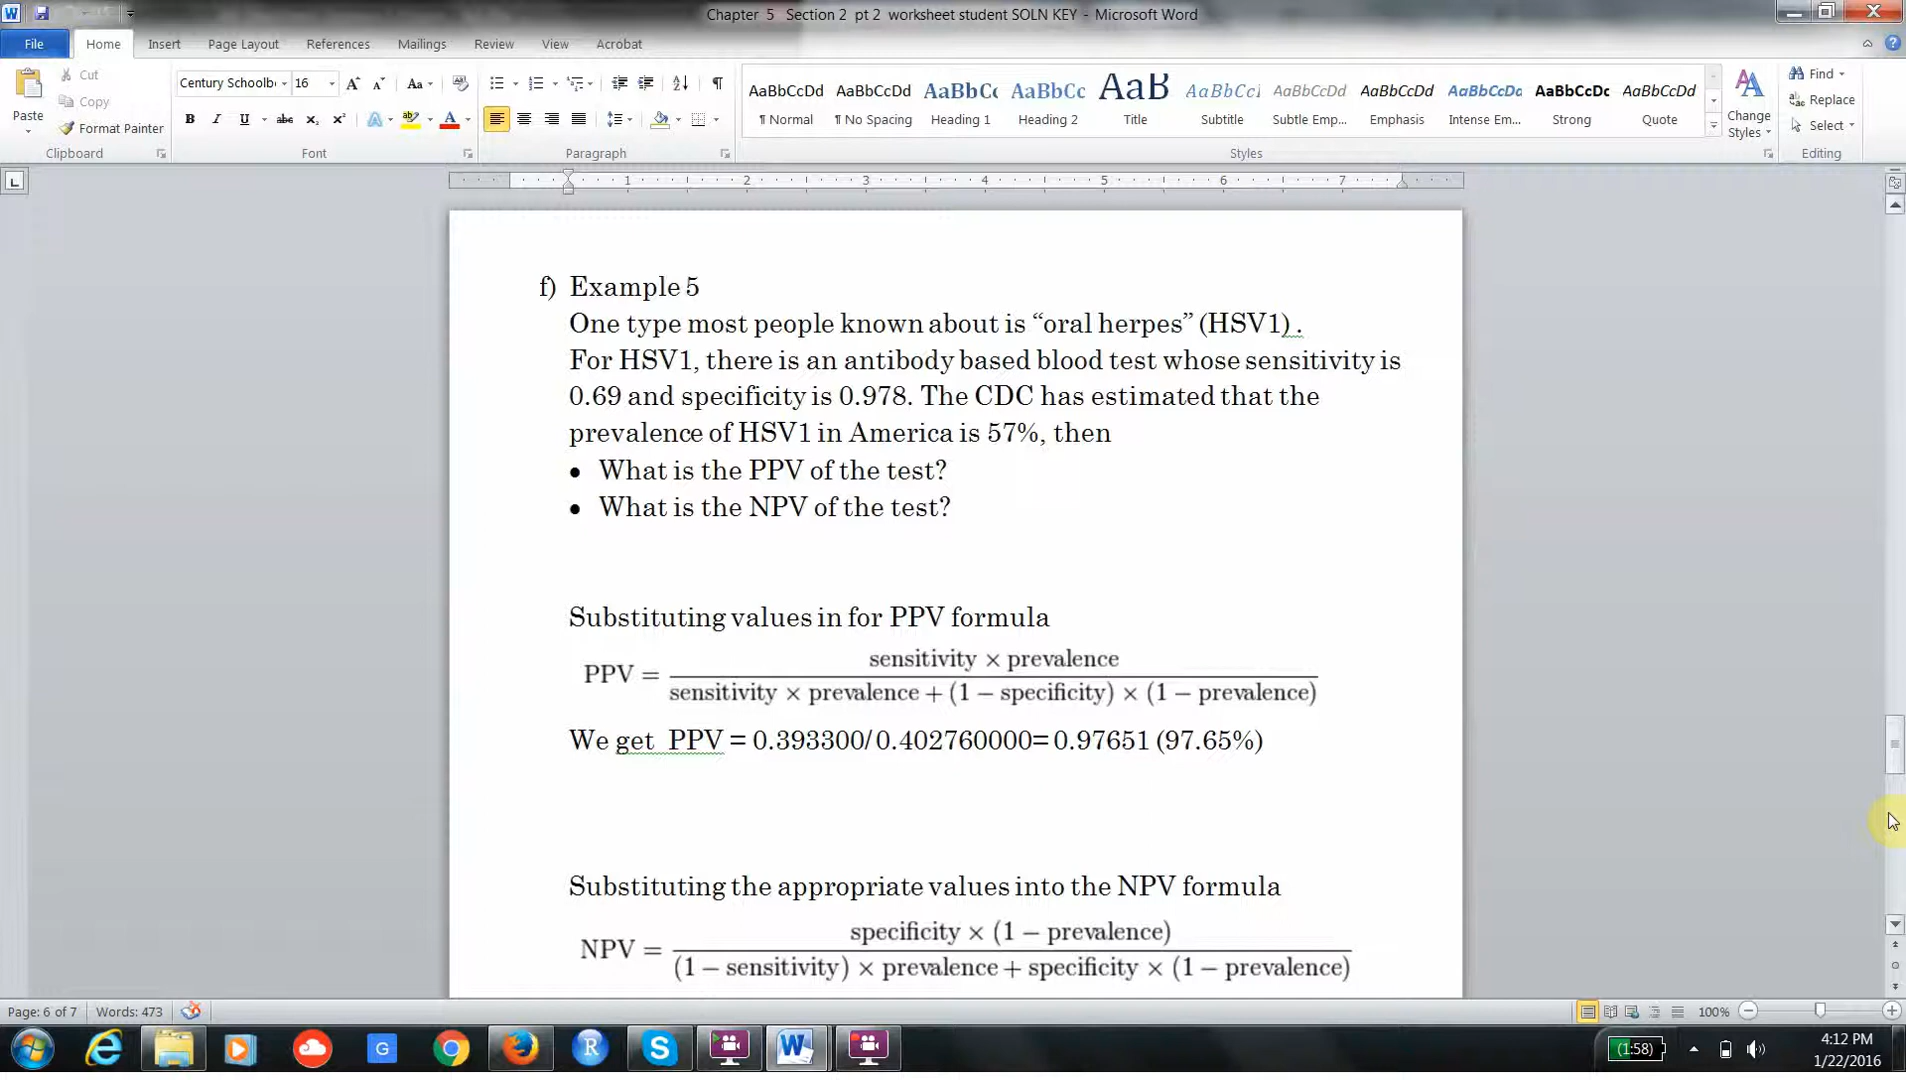 Chapter 5 Section 2 pt 2 worksheet student SOLN KEY - Microsoft Word
File Home Insert Page Layout References Mailings Review View Acrobat
Paste
Cut
Copy
Format Painter
Clipboard
Century Schoolb 16
Font
Paragraph
AaBbCcDd AaBbCcDd AaBbCc AaBbCc AaB AaBbCcI AaBbCcDd AaBbCcDd AaBbCcDc AaBbCcDc AaBbCcDd
¶ Normal ¶ No Spacing Heading 1 Heading 2 Title Subtitle Subtle Emp... Emphasis Intense Em... Strong Quote
Change Styles
Styles
Find
Replace
Select
Editing
1 2 3 4 5 6 7
f) Example 5
One type most people known about is “oral herpes” (HSV1) .
For HSV1, there is an antibody based blood test whose sensitivity is
0.69 and specificity is 0.978. The CDC has estimated that the
prevalence of HSV1 in America is 57%, then
• What is the PPV of the test?
• What is the NPV of the test?
Substituting values in for PPV formula
sensitivity × prevalence
PPV =
sensitivity × prevalence + (1 − specificity) × (1 − prevalence)
We get PPV = 0.393300/ 0.402760000= 0.97651 (97.65%)
Substituting the appropriate values into the NPV formula
specificity × (1 − prevalence)
NPV =
(1 − sensitivity) × prevalence + specificity × (1 − prevalence)
Page: 6 of 7 Words: 473 100%
(1:58)
4:12 PM
1/22/2016